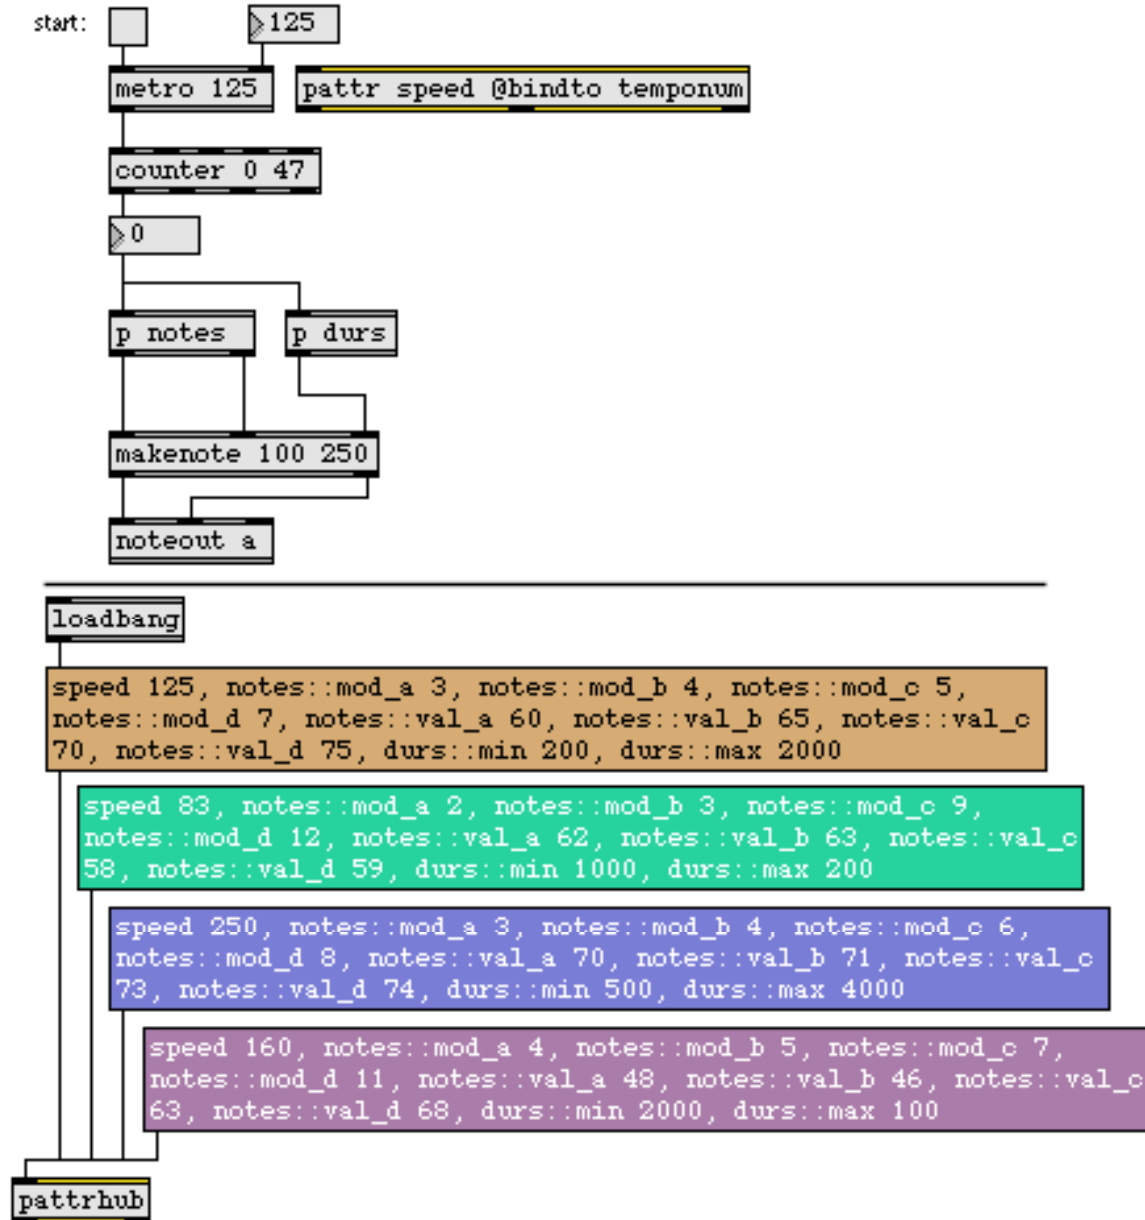 start:
125
metro 125
pattr speed @bindto temponum
counter 0 47
0
p notes
p durs
makenote 100 250
noteout a
loadbang
speed 125, notes::mod_a 3, notes::mod_b 4, notes::mod_c 5,
notes::mod_d 7, notes::val_a 60, notes::val_b 65, notes::val_c
70, notes::val_d 75, durs::min 200, durs::max 2000
speed 83, notes::mod_a 2, notes::mod_b 3, notes::mod_c 9,
notes::mod_d 12, notes::val_a 62, notes::val_b 63, notes::val_c
58, notes::val_d 59, durs::min 1000, durs::max 200
speed 250, notes::mod_a 3, notes::mod_b 4, notes::mod_c 6,
notes::mod_d 8, notes::val_a 70, notes::val_b 71, notes::val_c
73, notes::val_d 74, durs::min 500, durs::max 4000
speed 160, notes::mod_a 4, notes::mod_b 5, notes::mod_c 7,
notes::mod_d 11, notes::val_a 48, notes::val_b 46, notes::val_c
63, notes::val_d 68, durs::min 2000, durs::max 100
pattrhub